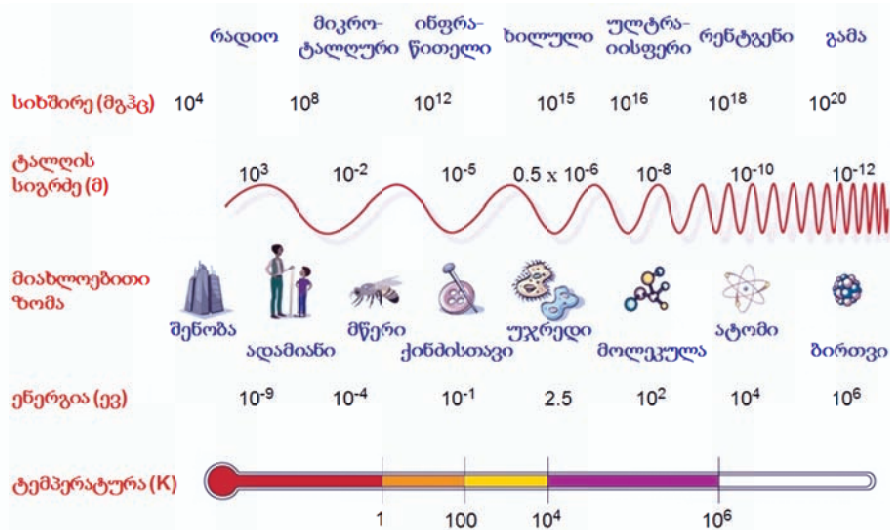 რადიო მიკრო- ინფრა- ხილული ულტრა- რენტგენი გამა
ტალღური წითელი იისფერი
სიხშირე (მგჰც) 10⁴ 10⁸ 10¹² 10¹⁵ 10¹⁶ 10¹⁸ 10²⁰
ტალღის
სიგრძე (მ) 10³ 10⁻² 10⁻⁵ 0.5 x 10⁻⁶ 10⁻⁸ 10⁻¹⁰ 10⁻¹²
მიახლოებითი
ზომა
შენობა მწერი უჯრედი ატომი
ადამიანი ქინძისთავი მოლეკულა ბირთვი
ენერგია (ევ) 10⁻⁹ 10⁻⁴ 10⁻¹ 2.5 10² 10⁴ 10⁶
ტემპერატურა (K)
1 100 10⁴ 10⁶